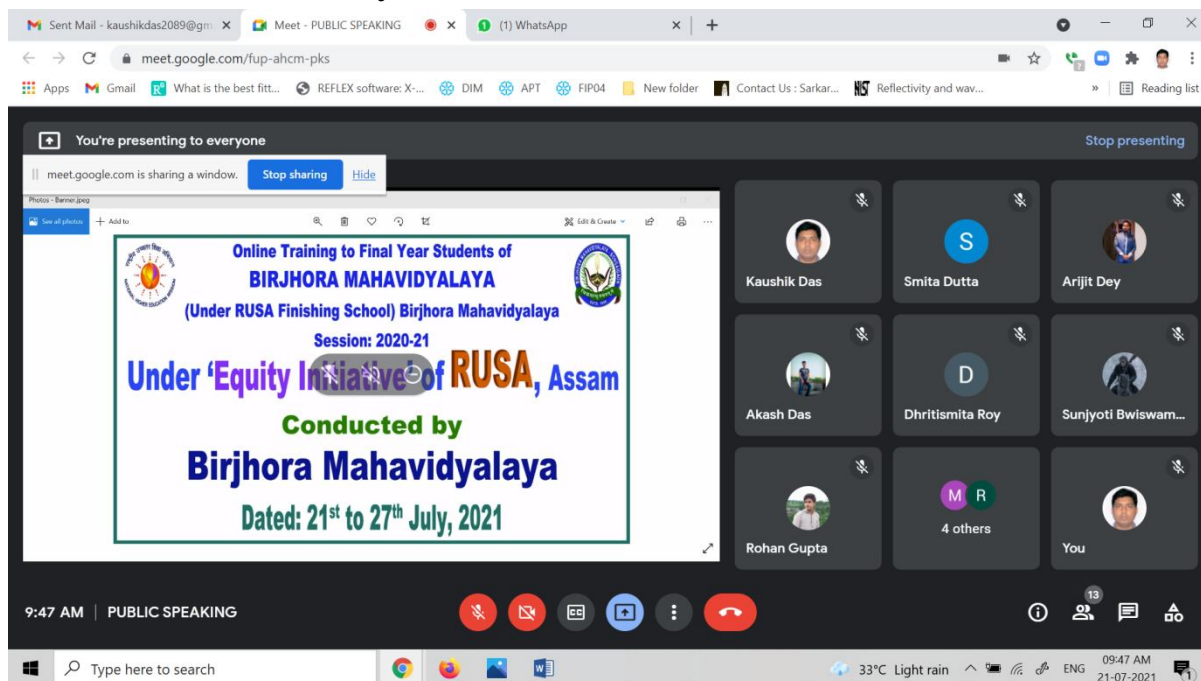 Sent Mail - kaushikdas2089@gm
Meet - PUBLIC SPEAKING
(1) WhatsApp
meet.google.com/fup-ahcm-pks
Apps
Gmail
What is the best fitt...
REFLEX software: X-...
DIM
APT
FIP04
New folder
Contact Us : Sarkar...
Reflectivity and wav...
»
Reading list
You're presenting to everyone
Stop presenting
meet.google.com is sharing a window.
Stop sharing
Hide
Photos - Banner.jpeg
See all photos
Add to
Edit & Create
Online Training to Final Year Students of
BIRJHORA MAHAVIDYALAYA
(Under RUSA Finishing School) Birjhora Mahavidyalaya
Session: 2020-21
Under 'Equity Initiative' of RUSA, Assam
Conducted by
Birjhora Mahavidyalaya
Dated: 21st to 27th July, 2021
Kaushik Das
S
Smita Dutta
Arijit Dey
Akash Das
D
Dhritismita Roy
Sunjyoti Bwiswam...
Rohan Gupta
M R
4 others
You
9:47 AM | PUBLIC SPEAKING
13
Type here to search
33°C Light rain
ENG
09:47 AM
21-07-2021